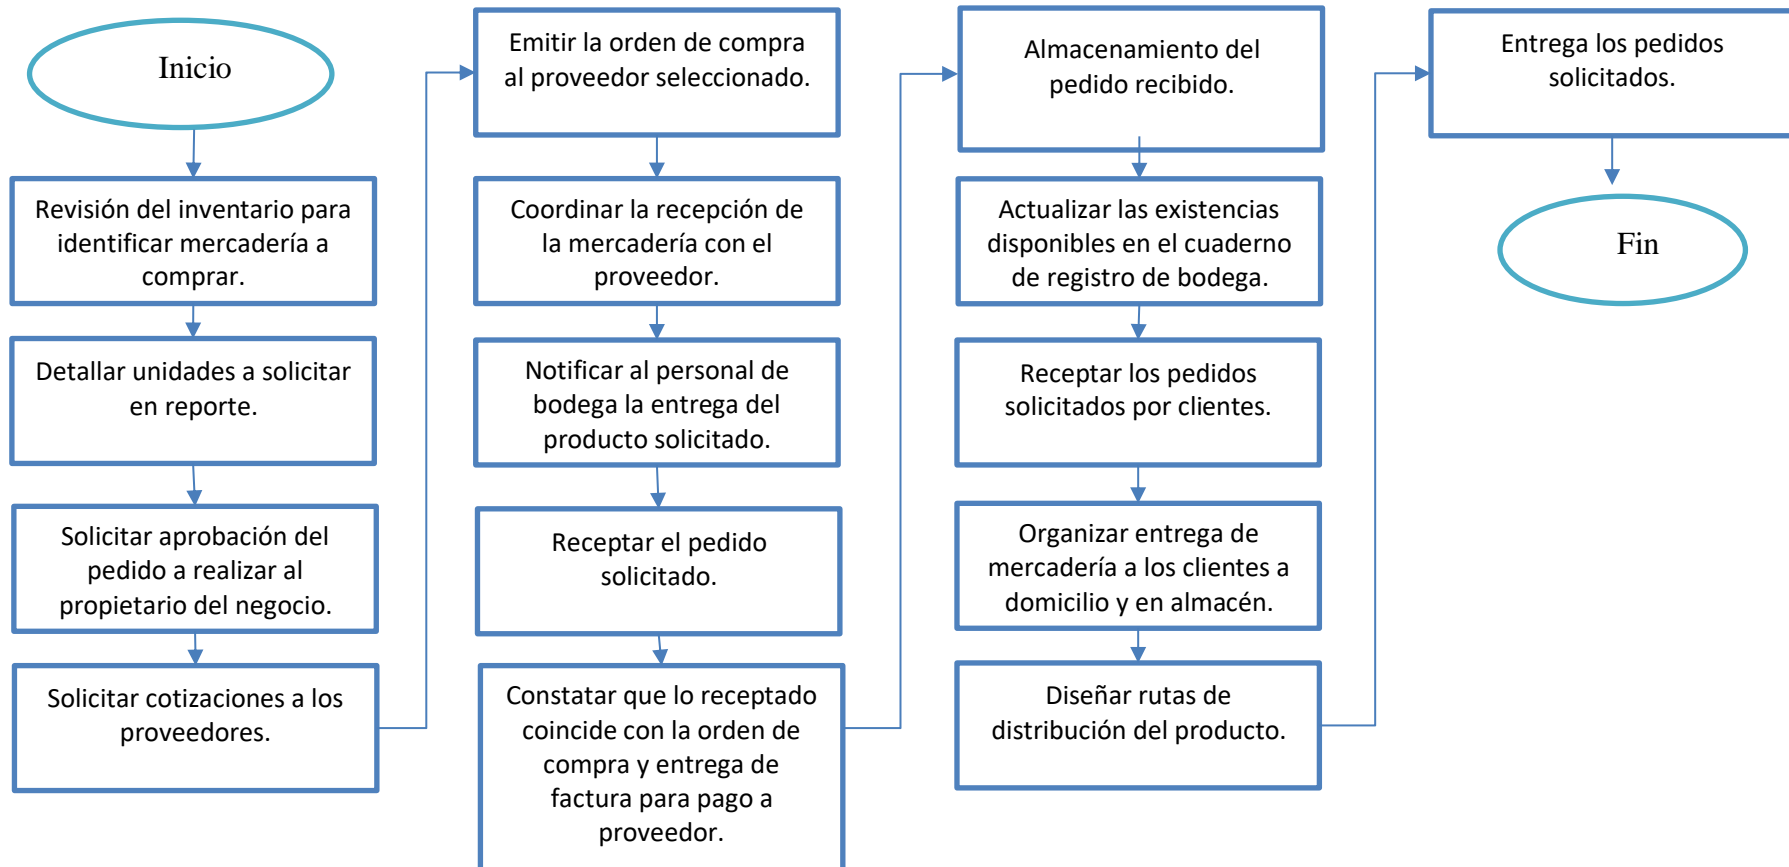 Inicio
Revisión del inventario para
identificar mercadería a
comprar.
Detallar unidades a solicitar
en reporte.
Solicitar aprobación del
pedido a realizar al
propietario del negocio.
Solicitar cotizaciones a los
proveedores.
Emitir la orden de compra
al proveedor seleccionado.
Coordinar la recepción de
la mercadería con el
proveedor.
Notificar al personal de
bodega la entrega del
producto solicitado.
Receptar el pedido
solicitado.
Constatar que lo receptado
coincide con la orden de
compra y entrega de
factura para pago a
proveedor.
Almacenamiento del
pedido recibido.
Actualizar las existencias
disponibles en el cuaderno
de registro de bodega.
Receptar los pedidos
solicitados por clientes.
Organizar entrega de
mercadería a los clientes a
domicilio y en almacén.
Diseñar rutas de
distribución del producto.
Entrega los pedidos
solicitados.
Fin